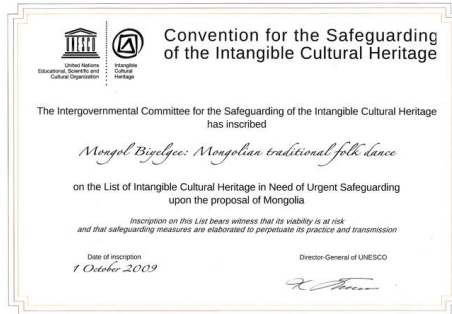 Convention for the Safeguarding
of the Intangible Cultural Heritage
UNESCO
United Nations
Educational, Scientific and
Cultural Organization
Intangible
Cultural
Heritage
The Intergovernmental Committee for the Safeguarding of the Intangible Cultural Heritage
has inscribed
Mongol Biyelgee: Mongolian traditional folk dance
on the List of Intangible Cultural Heritage in Need of Urgent Safeguarding
upon the proposal of Mongolia
Inscription on this List bears witness that its viability is at risk
and that safeguarding measures are elaborated to perpetuate its practice and transmission
Date of inscription
1 October 2009
Director-General of UNESCO